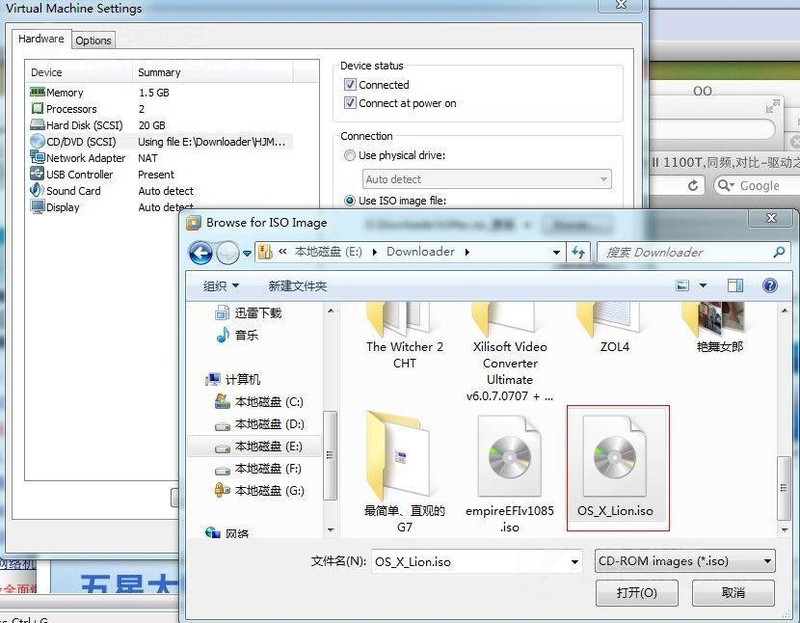 Virtual Machine Settings
Hardware
Options
Device
Summary
Memory
1.5 GB
Processors
2
Hard Disk (SCSI)
20 GB
CD/DVD (SCSI)
Using file E:\Downloader\HJM...
Network Adapter
NAT
USB Controller
Present
Sound Card
Auto detect
Display
Auto detect
Device status
Connected
Connect at power on
Connection
Use physical drive:
Auto detect
Use ISO image file:
II 1100T,同频,对比-驱动之
Google
Browse for ISO Image
« 本地磁盘 (E:) Downloader
搜索 Downloader
组织
新建文件夹
迅雷下载
音乐
计算机
本地磁盘 (C:)
本地磁盘 (D:)
本地磁盘 (E:)
本地磁盘 (F:)
本地磁盘 (G:)
网络
The Witcher 2
CHT
Xilisoft Video
Converter
Ultimate
v6.0.7.0707 + ...
ZOL4
艳舞女郎
最简单、直观的
G7
empireEFIv1085
.iso
OS_X_Lion.iso
文件名(N):
OS_X_Lion.iso
CD-ROM images (*.iso)
打开(O)
取消
网络机
全面
五星大
Ctrl+G